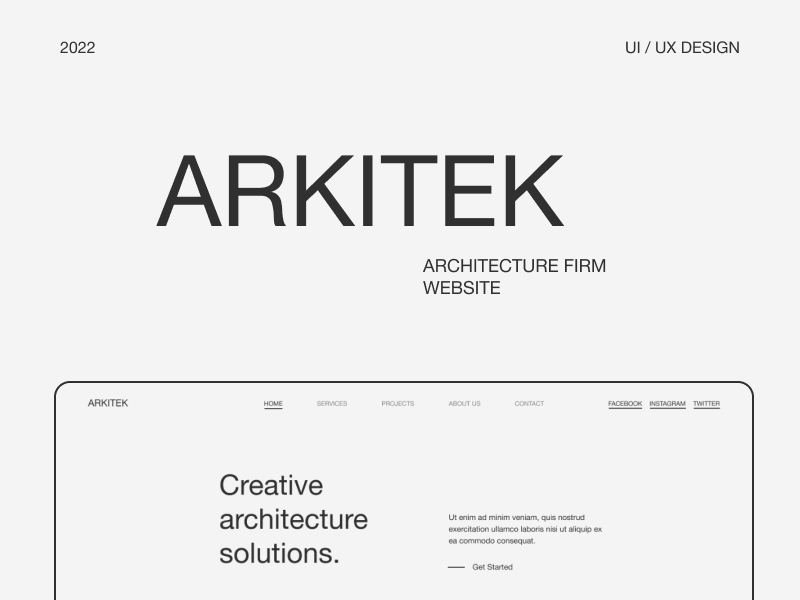 2022
UI / UX DESIGN
ARKITEK
ARCHITECTURE FIRM
WEBSITE
ARKITEK
HOME
SERVICES
PROJECTS
ABOUT US
CONTACT
FACEBOOK
INSTAGRAM
TWITTER
Creative
architecture
solutions.
Ut enim ad minim veniam, quis nostrud
exercitation ullamco laboris nisi ut aliquip ex
ea commodo consequat.
Get Started